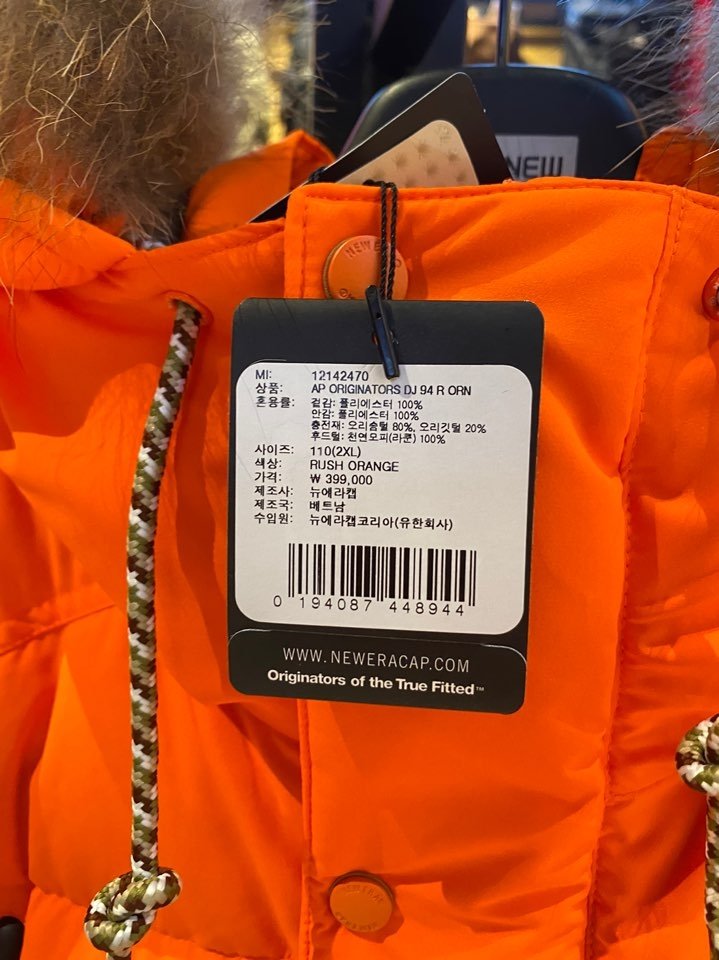 NEW
NEW ERA
MI: 12142470
상품: AP ORIGINATORS DJ 94 R ORN
혼용률: 겉감: 폴리에스터 100%
안감: 폴리에스터 100%
충전재: 오리솜털 80%, 오리깃털 20%
후드털: 천연모피(라쿤) 100%
사이즈: 110(2XL)
색상: RUSH ORANGE
가격: ₩ 399,000
제조사: 뉴에라캡
제조국: 베트남
수입원: 뉴에라캡코리아(유한회사)
0 194087 448944
WWW.NEWERACAP.COM
Originators of the True Fitted™
NEW ERA